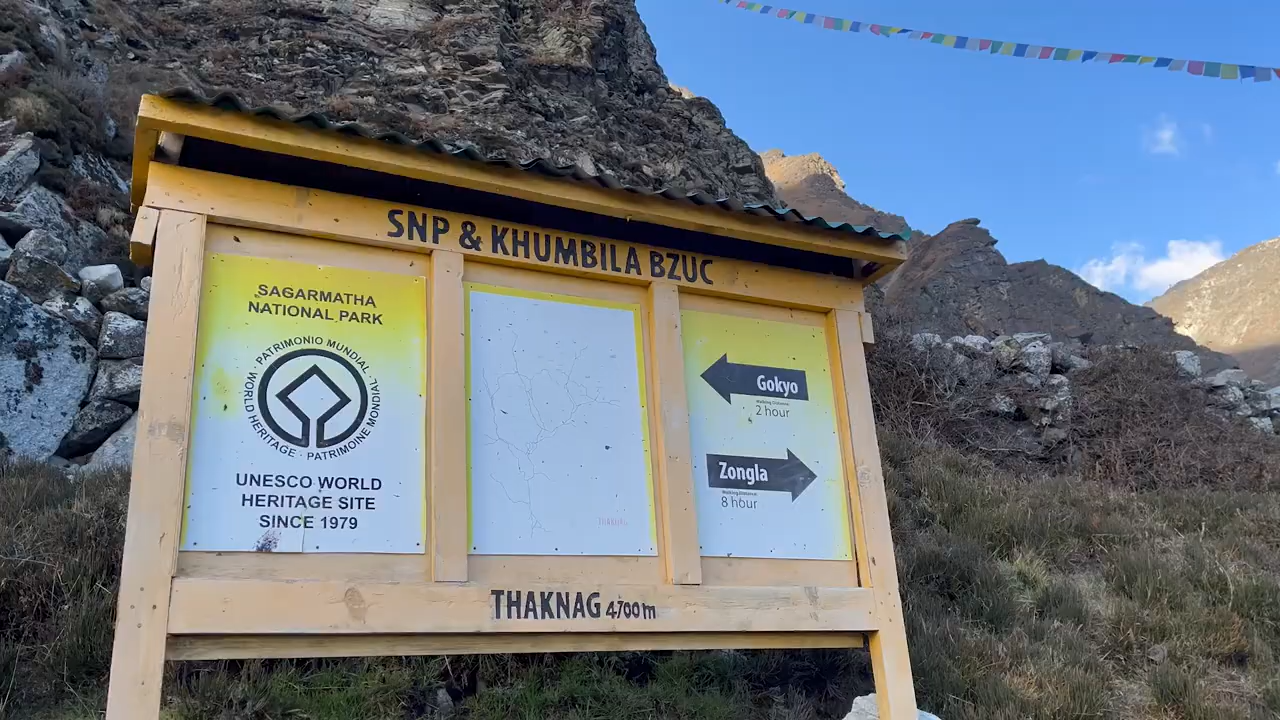 SNP & KHUMBILA BZUC
SAGARMATHA
NATIONAL PARK
PATRIMONIO MUNDIAL
WORLD HERITAGE · PATRIMOINE MONDIAL
UNESCO WORLD
HERITAGE SITE
SINCE 1979
Gokyo
Walking Distance:
2 hour
Zongla
Walking Distance:
8 hour
THAKNAG 4700m